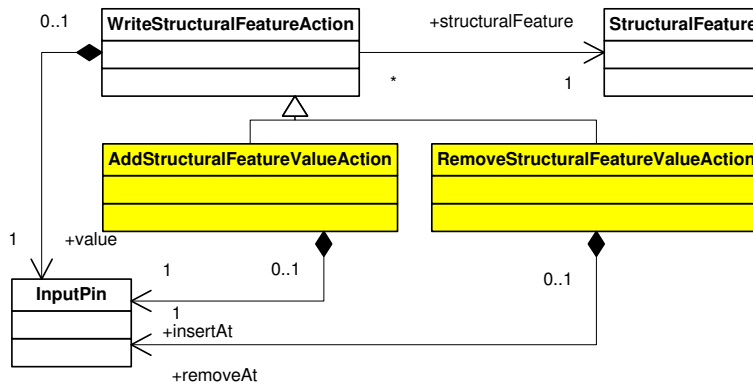 WriteStructuralFeatureAction
StructuralFeature
+structuralFeature
0..1
*
1
AddStructuralFeatureValueAction
RemoveStructuralFeatureValueAction
1
+value
1
0..1
0..1
InputPin
1
+insertAt
+removeAt